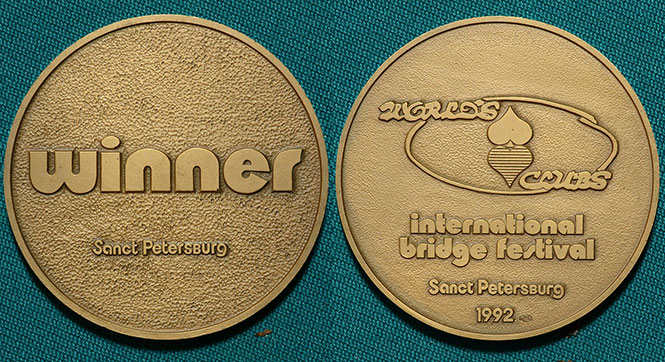 winner
Sanct Petersburg
WORLD'S
CLUBS
international
bridge festival
Sanct Petersburg
1992